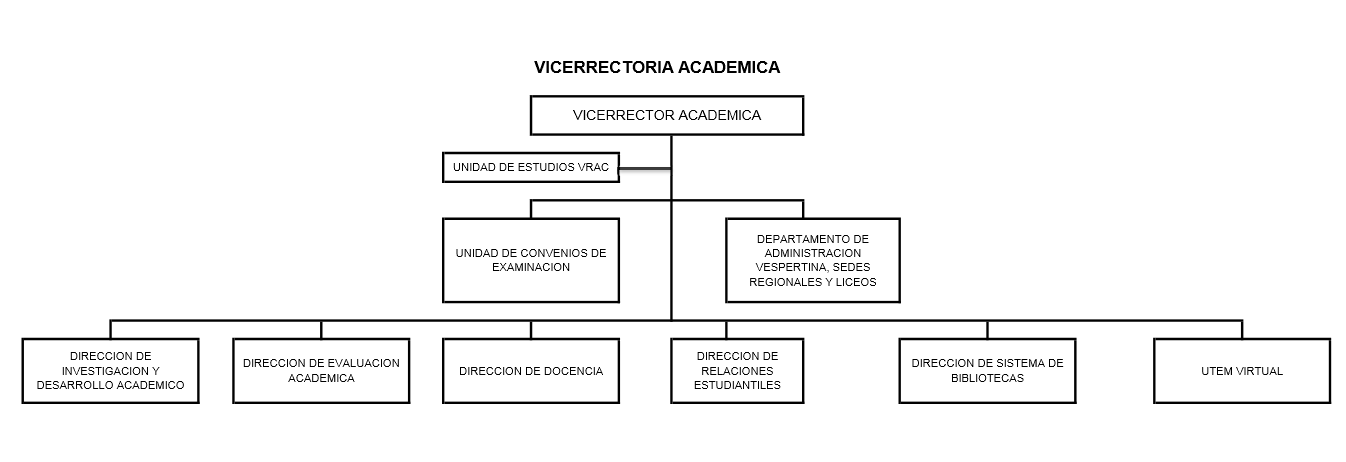 VICERRECTORIA ACADEMICA
VICERRECTOR ACADEMICA
UNIDAD DE ESTUDIOS VRAC
UNIDAD DE CONVENIOS DE
EXAMINACION
DEPARTAMENTO DE
ADMINISTRACION
VESPERTINA, SEDES
REGIONALES Y LICEOS
DIRECCION DE
INVESTIGACION Y
DESARROLLO ACADEMICO
DIRECCION DE EVALUACION
ACADEMICA
DIRECCION DE DOCENCIA
DIRECCION DE
RELACIONES
ESTUDIANTILES
DIRECCION DE SISTEMA DE
BIBLIOTECAS
UTEM VIRTUAL